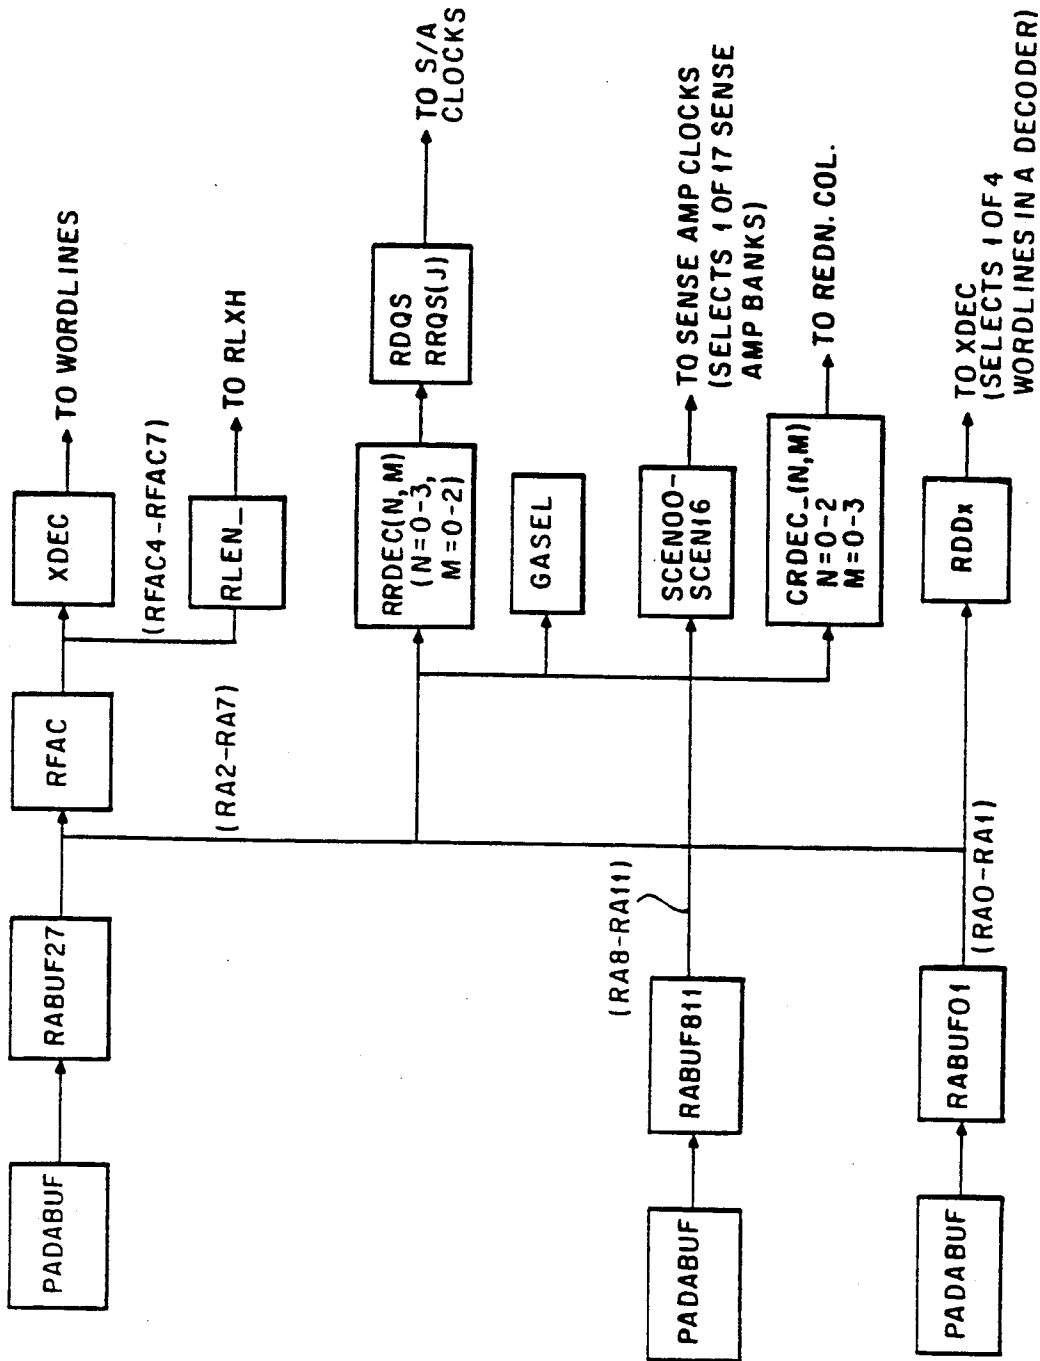 PADABUF
RABUF27
RFAC
XDEC
TO WORDLINES
(RFAC4-RFAC7)
RLEN_
TO RLXH
(RA2-RA7)
RRDEC(N,M)
(N=0-3,
M=0-2)
RDQS
RRQS(J)
TO S/A
CLOCKS
GASEL
PADABUF
RABUF811
(RA8-RA11)
SCEN00-
SCEN16
TO SENSE AMP CLOCKS
(SELECTS 1 OF 17 SENSE
AMP BANKS)
CRDEC_(N,M)
N=0-2
M=0-3
TO REDN. COL.
PADABUF
RABUF01
(RA0-RA1)
RDDx
TO XDEC
(SELECTS 1 OF 4
WORDLINES IN A DECODER)